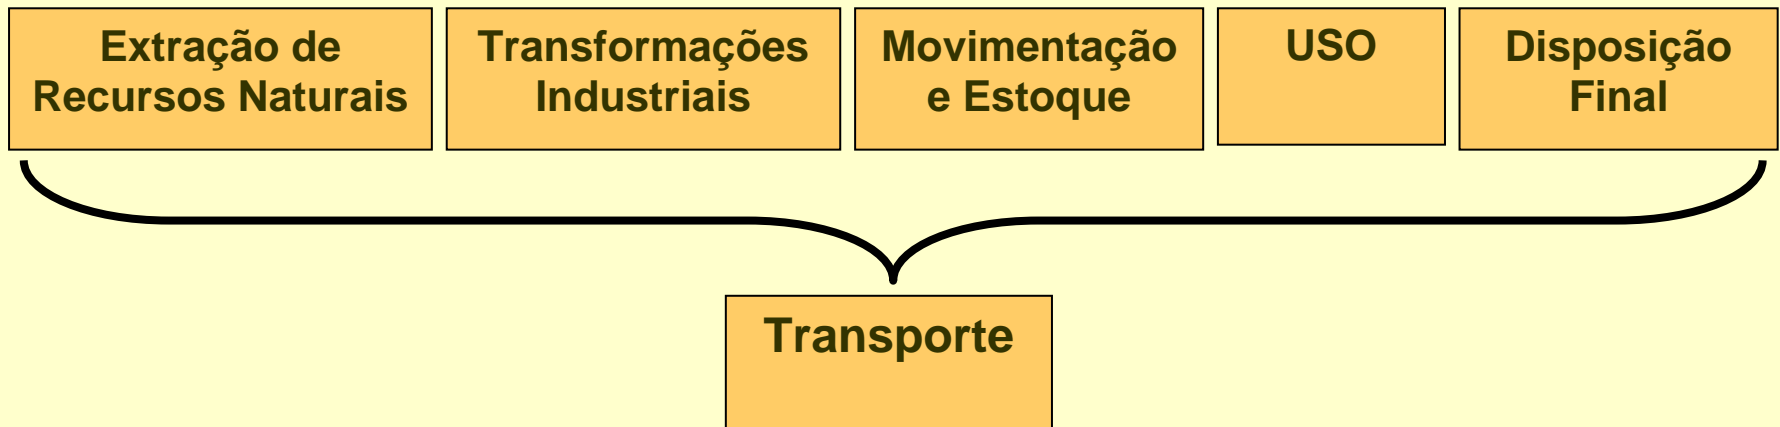 Extração de
Recursos Naturais
Transformações
Industriais
Movimentação
e Estoque
USO
Disposição
Final
Transporte